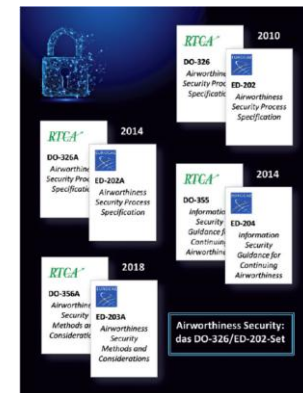 2010
RTCA
DO-326
Airworthiness
Security Process
Specification
EUROCAE
ED-202
Airworthiness
Security Process
Specification
2014
RTCA
DO-326A
Airworthiness
Security
Specification
ED-202A
Airworthiness
Security Process
Specification
2014
RTCA
DO-355
Information
Security
Guidance
Continuing
ED-204
Information
Security
Guidance for
Continuing
Airworthiness
2018
RTCA
DO-356A
Security
Methods and
ED-203A
Airworthiness
Security
Methods and
Considerations
Airworthiness Security:
das DO-326/ED-202-Set